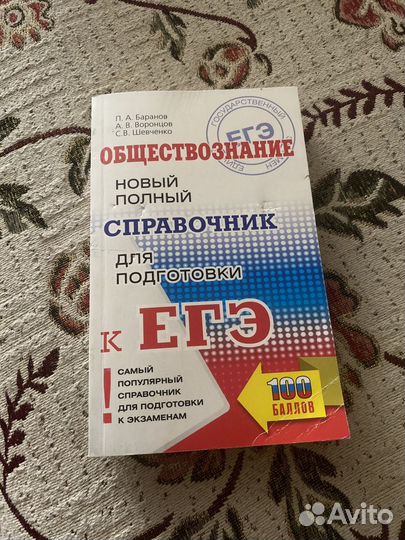 П. А. Баранов
А. В. Воронцов
С. В. Шевченко
ГОСУДАРСТВЕННЫЙ
ЕГЭ
ОБЩЕСТВОЗНАНИЕ
НОВЫЙ
ПОЛНЫЙ
СПРАВОЧНИК
ДЛЯ
ПОДГОТОВКИ
К ЕГЭ
!
САМЫЙ
ПОПУЛЯРНЫЙ
СПРАВОЧНИК
ДЛЯ ПОДГОТОВКИ
К ЭКЗАМЕНАМ
100
БАЛЛОВ
Avito